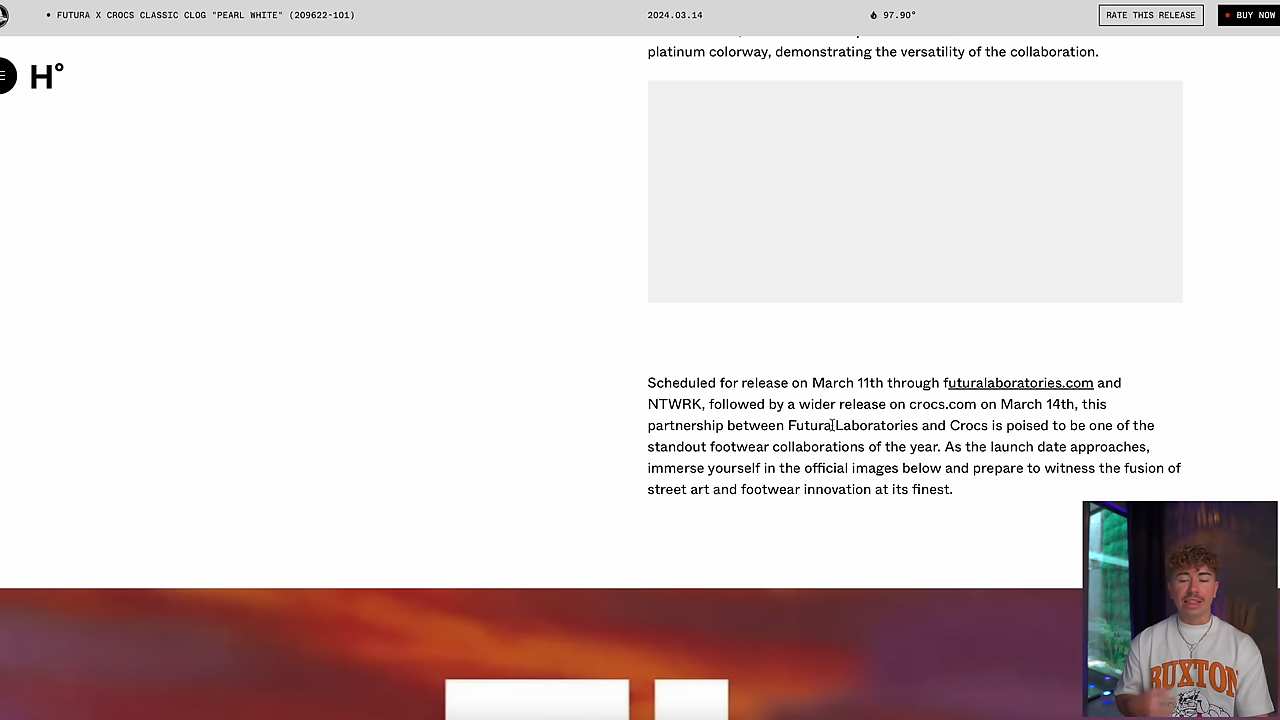 • FUTURA X CROCS CLASSIC CLOG "PEARL WHITE" (209622-101)
2024.03.14
97.90°
RATE THIS RELEASE
• BUY NOW
H°
platinum colorway, demonstrating the versatility of the collaboration.
Scheduled for release on March 11th through futuralaboratories.com and
NTWRK, followed by a wider release on crocs.com on March 14th, this
partnership between Futura Laboratories and Crocs is poised to be one of the
standout footwear collaborations of the year. As the launch date approaches,
immerse yourself in the official images below and prepare to witness the fusion of
street art and footwear innovation at its finest.
BUXTON